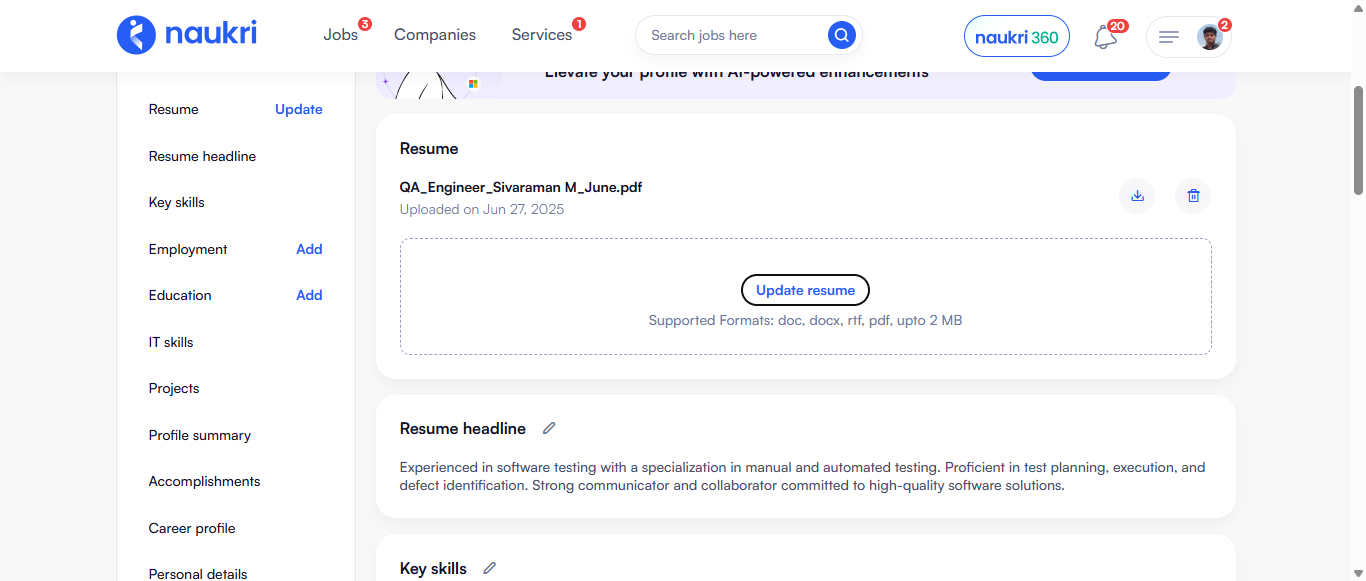 naukri
Jobs 3
Companies
Services 1
Search jobs here
naukri 360
20
2
Resume Update
Resume headline
Key skills
Employment Add
Education Add
IT skills
Projects
Profile summary
Accomplishments
Career profile
Personal details
Elevate your profile with AI-powered enhancements
Resume
QA_Engineer_Sivaraman M_June.pdf
Uploaded on Jun 27, 2025
Update resume
Supported Formats: doc, docx, rtf, pdf, upto 2 MB
Resume headline
Experienced in software testing with a specialization in manual and automated testing. Proficient in test planning, execution, and
defect identification. Strong communicator and collaborator committed to high-quality software solutions.
Key skills